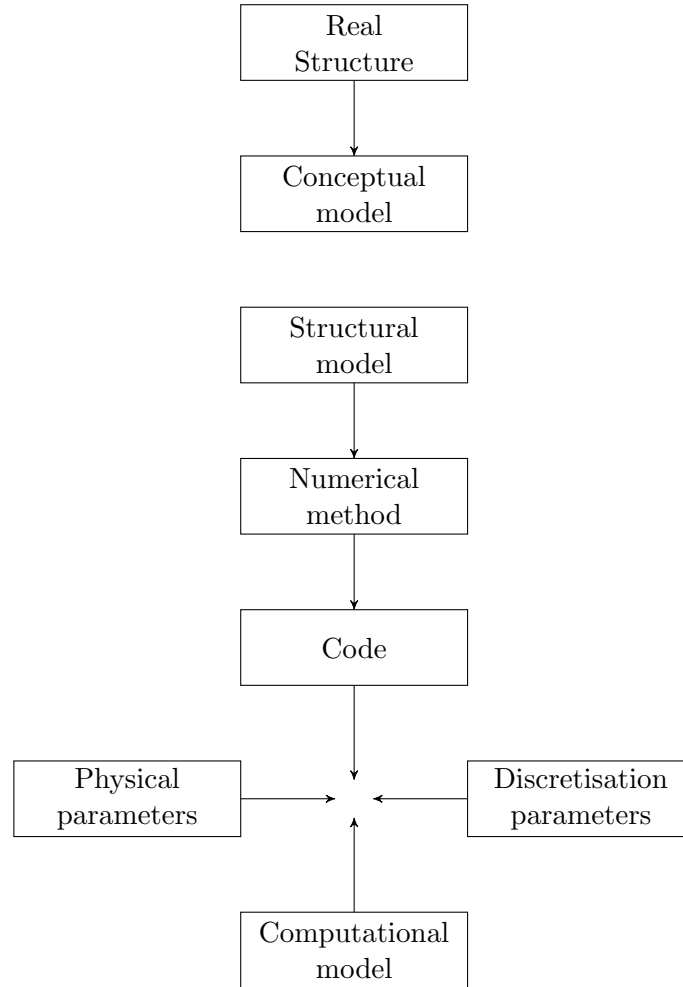 Real
Structure
Conceptual
model
Structural
model
Numerical
method
Code
Physical
parameters
Discretisation
parameters
Computational
model